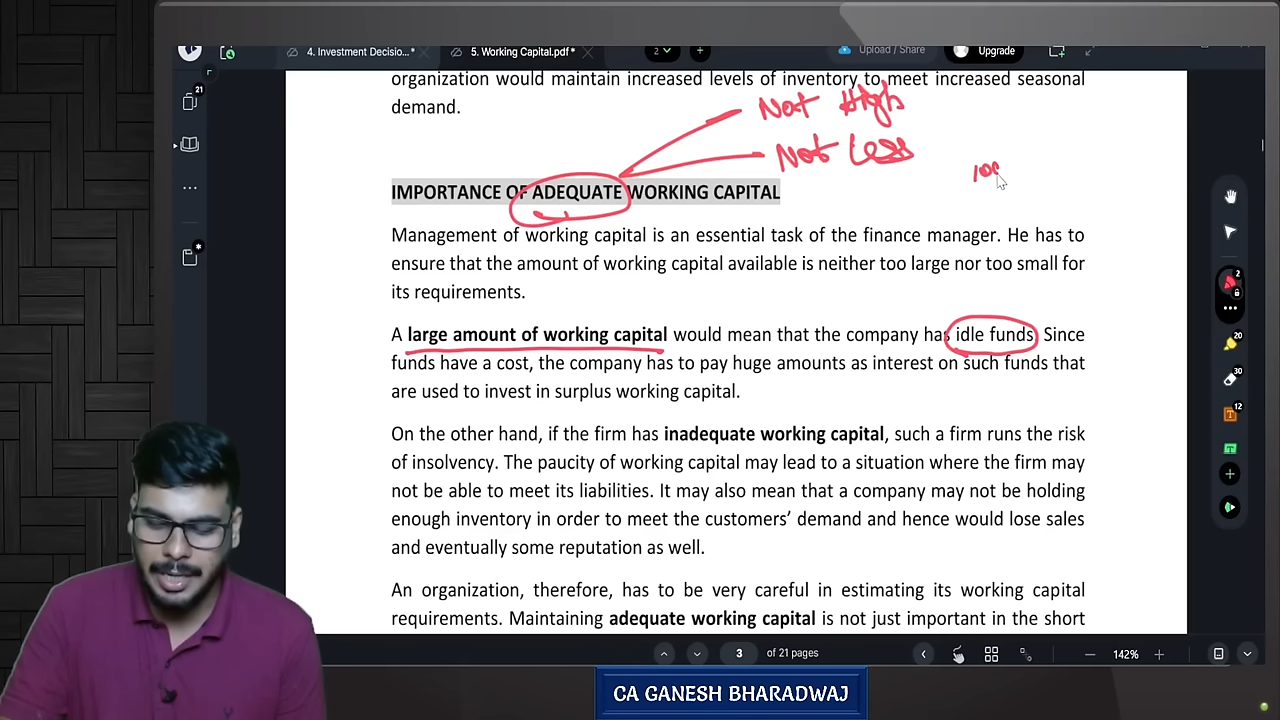 4. Investment Decisio...*
5. Working Capital.pdf*
2
+
Upload / Share
Upgrade
21
organization would maintain increased levels of inventory to meet increased seasonal
demand.
Not High
Not Less
100
IMPORTANCE OF ADEQUATE WORKING CAPITAL
Management of working capital is an essential task of the finance manager. He has to
ensure that the amount of working capital available is neither too large nor too small for
its requirements.
A large amount of working capital would mean that the company has idle funds. Since
funds have a cost, the company has to pay huge amounts as interest on such funds that
are used to invest in surplus working capital.
On the other hand, if the firm has inadequate working capital, such a firm runs the risk
of insolvency. The paucity of working capital may lead to a situation where the firm may
not be able to meet its liabilities. It may also mean that a company may not be holding
enough inventory in order to meet the customers’ demand and hence would lose sales
and eventually some reputation as well.
An organization, therefore, has to be very careful in estimating its working capital
requirements. Maintaining adequate working capital is not just important in the short
2
20
30
12
3 of 21 pages
142%
CA GANESH BHARADWAJ